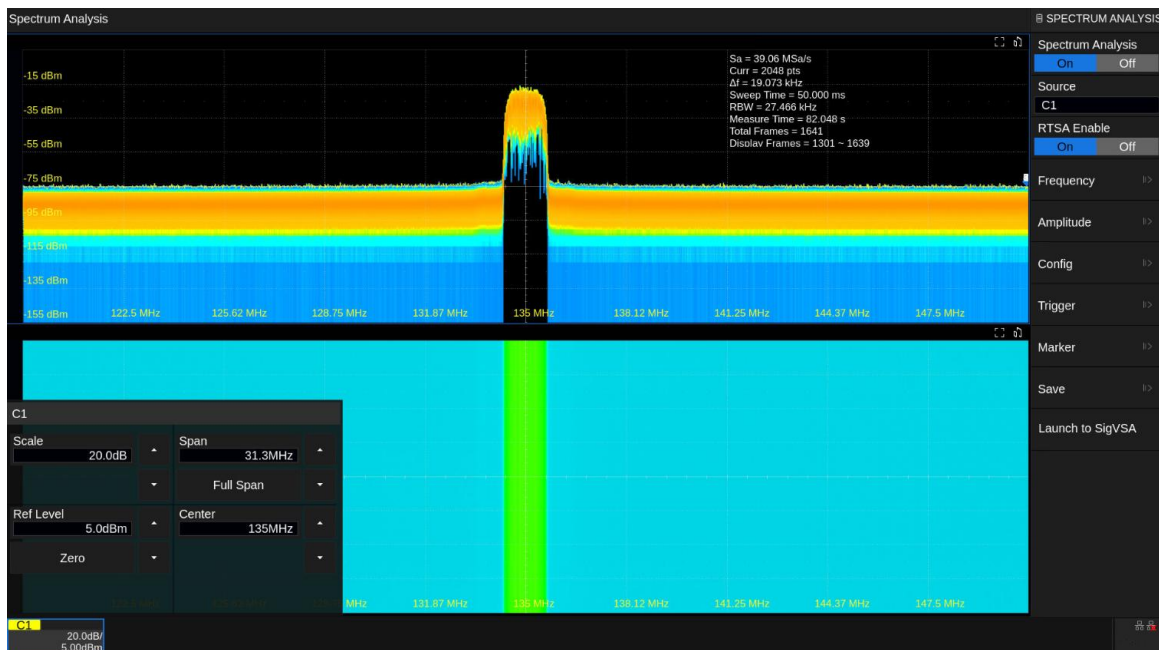 Spectrum Analysis
SPECTRUM ANALYSIS
Sa = 39.06 MSa/s
Curr = 2048 pts
Δf = 19.073 kHz
Sweep Time = 50.000 ms
RBW = 27.466 kHz
Measure Time = 82.048 s
Total Frames = 1641
Display Frames = 1301 ~ 1639
-15 dBm
-35 dBm
-55 dBm
-75 dBm
-95 dBm
-115 dBm
-135 dBm
-155 dBm
122.5 MHz
125.62 MHz
128.75 MHz
131.87 MHz
135 MHz
138.12 MHz
141.25 MHz
144.37 MHz
147.5 MHz
Spectrum Analysis
On Off
Source
C1
RTSA Enable
On Off
Frequency
Amplitude
Config
Trigger
Marker
Save
Launch to SigVSA
C1
Scale
20.0dB
Span
31.3MHz
Full Span
Ref Level
5.0dBm
Center
135MHz
Zero
MHz
131.87 MHz
135 MHz
138.12 MHz
141.25 MHz
144.37 MHz
147.5 MHz
C1
20.0dB/
5.00dBm